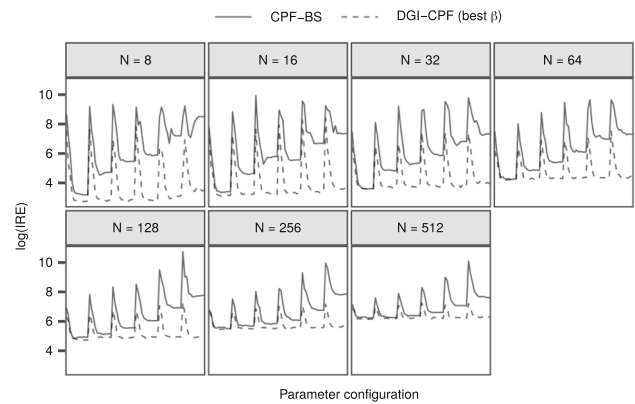 CPF−BS DGI−CPF (best β)
N = 8 N = 16 N = 32 N = 64
10
8
6
4
N = 128 N = 256 N = 512
10
8
6
4
log(IRE)
Parameter configuration